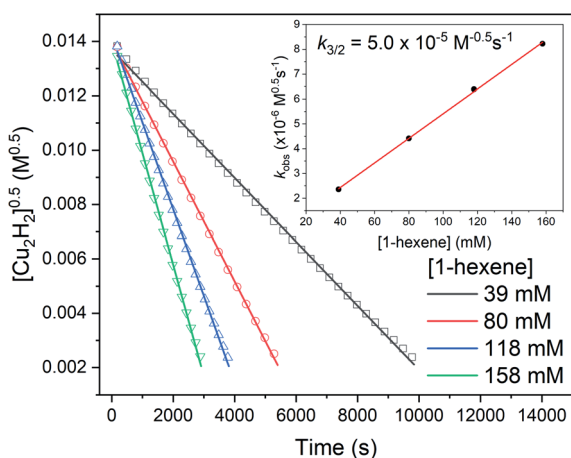 k3/2 = 5.0 x 10-5 M-0.5s-1
kobs (x10-6 M0.5s-1)
9
8
7
6
5
4
3
2
20 40 60 80 100 120 140 160
[1-hexene] (mM)
[Cu2H2]0.5 (M0.5)
0.014
0.012
0.010
0.008
0.006
0.004
0.002
[1-hexene]
39 mM
80 mM
118 mM
158 mM
0 2000 4000 6000 8000 10000 12000 14000
Time (s)